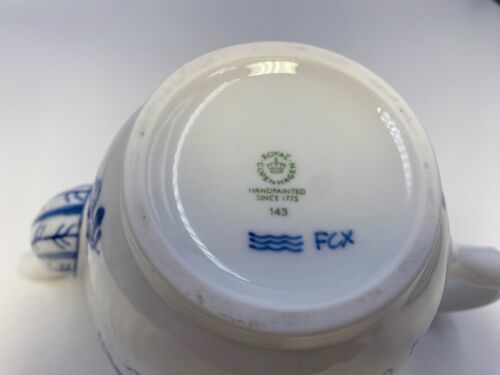 ROYAL
COPENHAGEN
HANDPAINTED
SINCE 1775
143
FCX